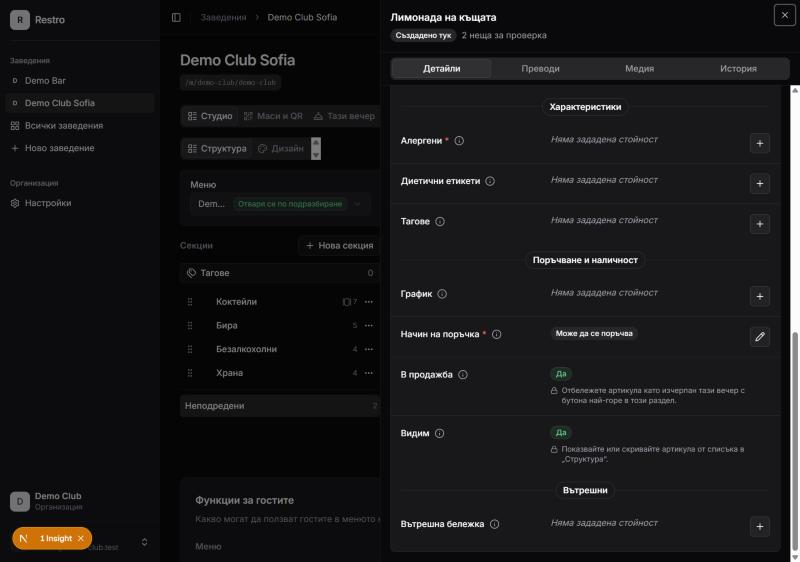 R Restro
Заведения
D Demo Bar
D Demo Club Sofia
Всички заведения
Ново заведение
Организация
Настройки
D Demo Club
Организация
N 1 Insight
club.test
Заведения > Demo Club Sofia
Demo Club Sofia
/m/demo-club/demo-club
Студио Маси и QR Тази вечер
Структура Дизайн
Меню
Dem... Отваря се по подразбиране
Секции
+ Нова секция
Тагове 0
Коктейли 7
Бира 5
Безалкохолни 4
Храна 4
Неподредени 2
Функции за гостите
Какво могат да ползват гостите в менюто
Меню
Лимонада на къщата
Създадено тук 2 неща за проверка
Детайли Преводи Медия История
Характеристики
Алергени * Няма зададена стойност
Диетични етикети Няма зададена стойност
Тагове Няма зададена стойност
Поръчване и наличност
График Няма зададена стойност
Начин на поръчка * Може да се поръчва
В продажба Да
Отбележете артикула като изчерпан тази вечер с
бутона най-горе в този раздел.
Видим Да
Показвайте или скривайте артикула от списъка в
„Структура“.
Вътрешни
Вътрешна бележка Няма зададена стойност